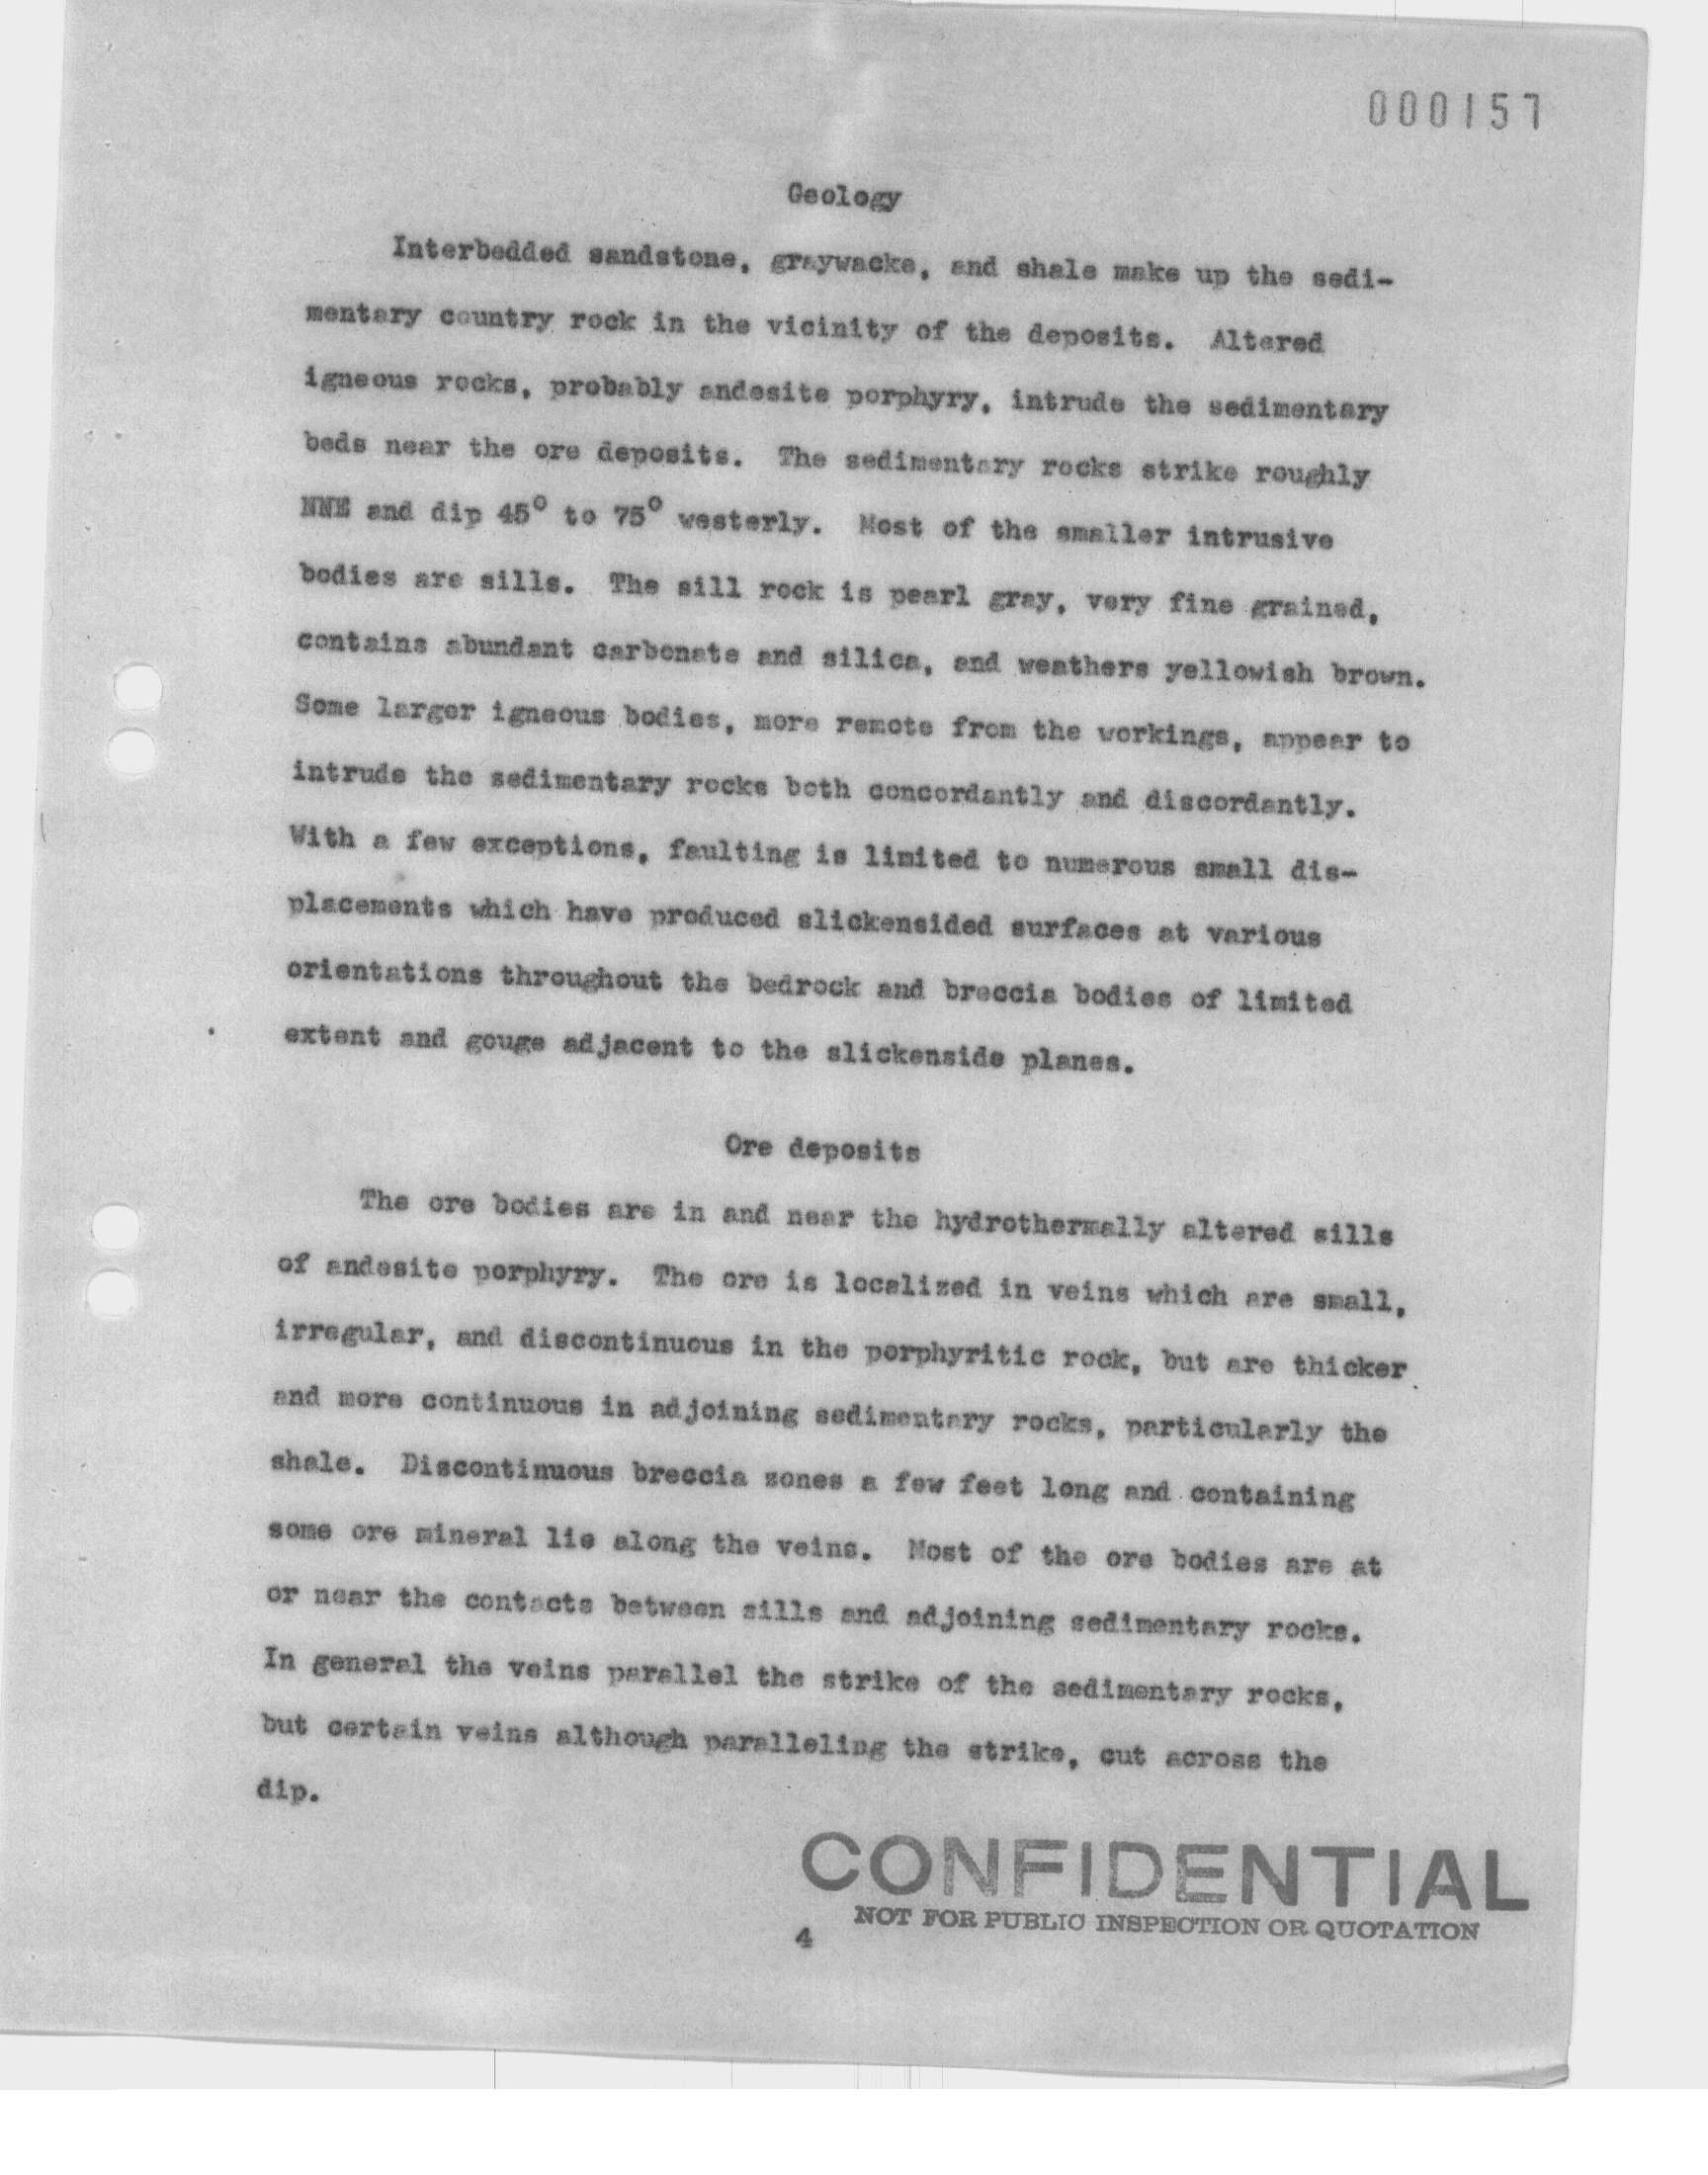 000157
Geology
Interbedded sandstone, graywacke, and shale make up the sedi-
mentary country rock in the vicinity of the deposits. Altered
igneous rocks, probably andesite porphyry, intrude the sedimentary
beds near the ore deposits. The sedimentary rocks strike roughly
NNE and dip 45° to 75° westerly. Most of the smaller intrusive
bodies are sills. The sill rock is pearl gray, very fine grained,
contains abundant carbonate and silica, and weathers yellowish brown.
Some larger igneous bodies, more remote from the workings, appear to
intrude the sedimentary rocks both concordantly and discordantly.
With a few exceptions, faulting is limited to numerous small dis-
placements which have produced slickensided surfaces at various
orientations throughout the bedrock and breccia bodies of limited
extent and gouge adjacent to the slickenside planes.
Ore deposits
The ore bodies are in and near the hydrothermally altered sills
of andesite porphyry. The ore is localized in veins which are small,
irregular, and discontinuous in the porphyritic rock, but are thicker
and more continuous in adjoining sedimentary rocks, particularly the
shale. Discontinuous breccia zones a few feet long and containing
some ore mineral lie along the veins. Most of the ore bodies are at
or near the contacts between sills and adjoining sedimentary rocks.
In general the veins parallel the strike of the sedimentary rocks,
but certain veins although paralleling the strike, cut across the
dip.
CONFIDENTIAL
NOT FOR PUBLIC INSPECTION OR QUOTATION
4